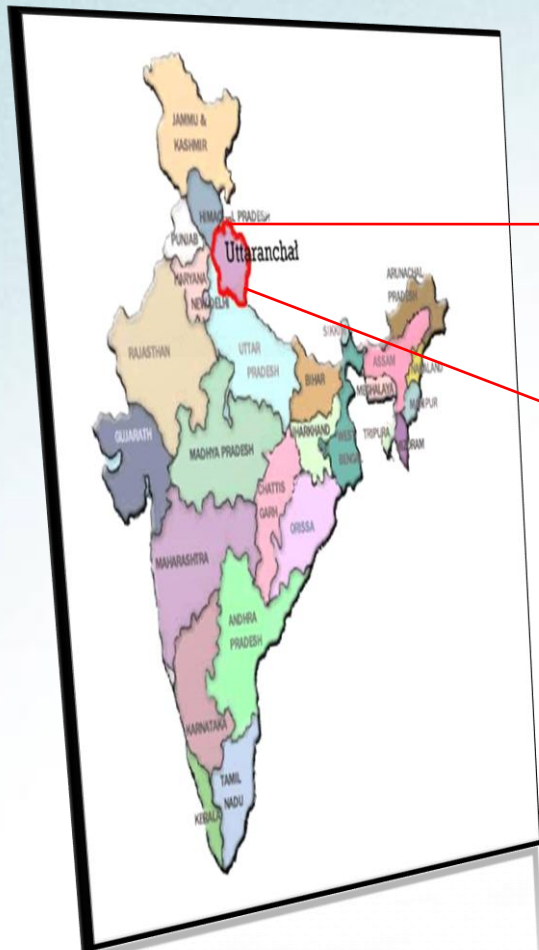 JAMMU &
KASHMIR
HIMACHAL PRADESH
PUNJAB
Uttaranchal
HARYANA
NEW DELHI
ARUNACHAL
PRADESH
SIKKIM
RAJASTHAN
UTTAR
PRADESH
ASSAM
NAGALAND
BIHAR
MEGHALAYA
MANIPUR
GUJARATH
JHARKHAND
WEST
BENGAL
TRIPURA
MIZORAM
MADHYA PRADESH
CHATTIS
GARH
ORISSA
MAHARASHTRA
ANDHRA
PRADESH
KARNATAKA
TAMIL
NADU
KERALA